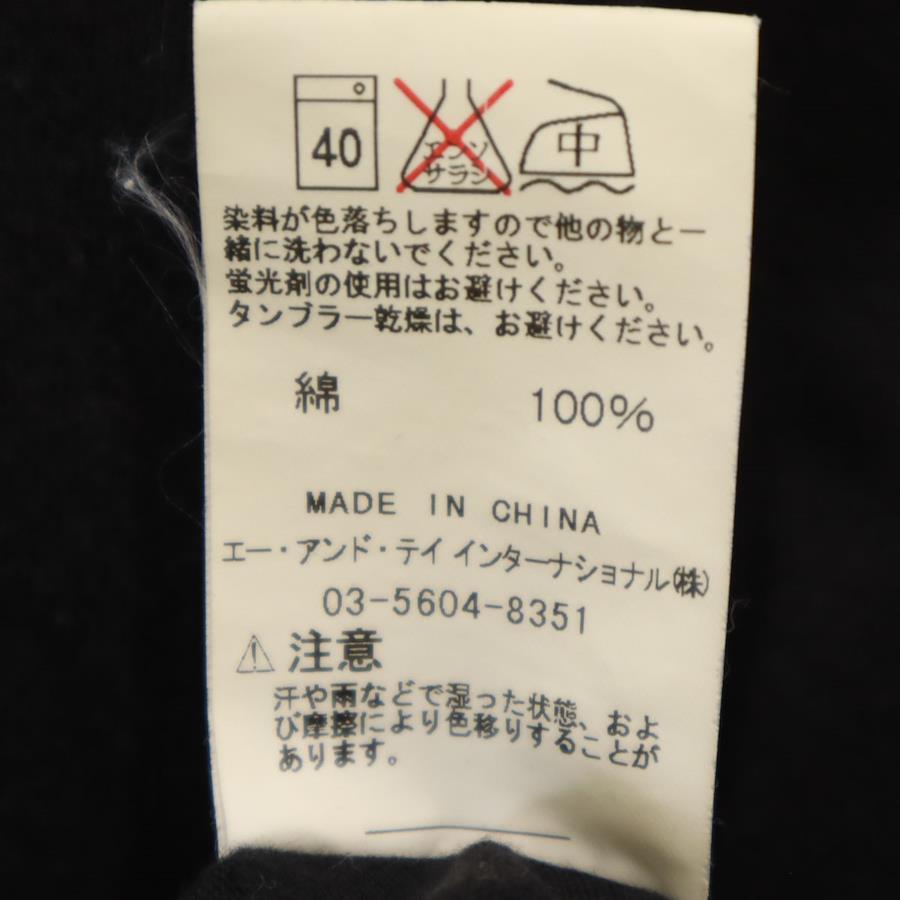 40
エンソ
サラシ
中
染料が色落ちしますので他の物と一
緒に洗わないでください。
蛍光剤の使用はお避けください。
タンブラー乾燥は、お避けください。
綿 100%
MADE IN CHINA
エー・アンド・テイ インターナショナル(株)
03-5604-8351
⚠注意
汗や雨などで湿った状態、およ
び摩擦により色移りすることが
あります。